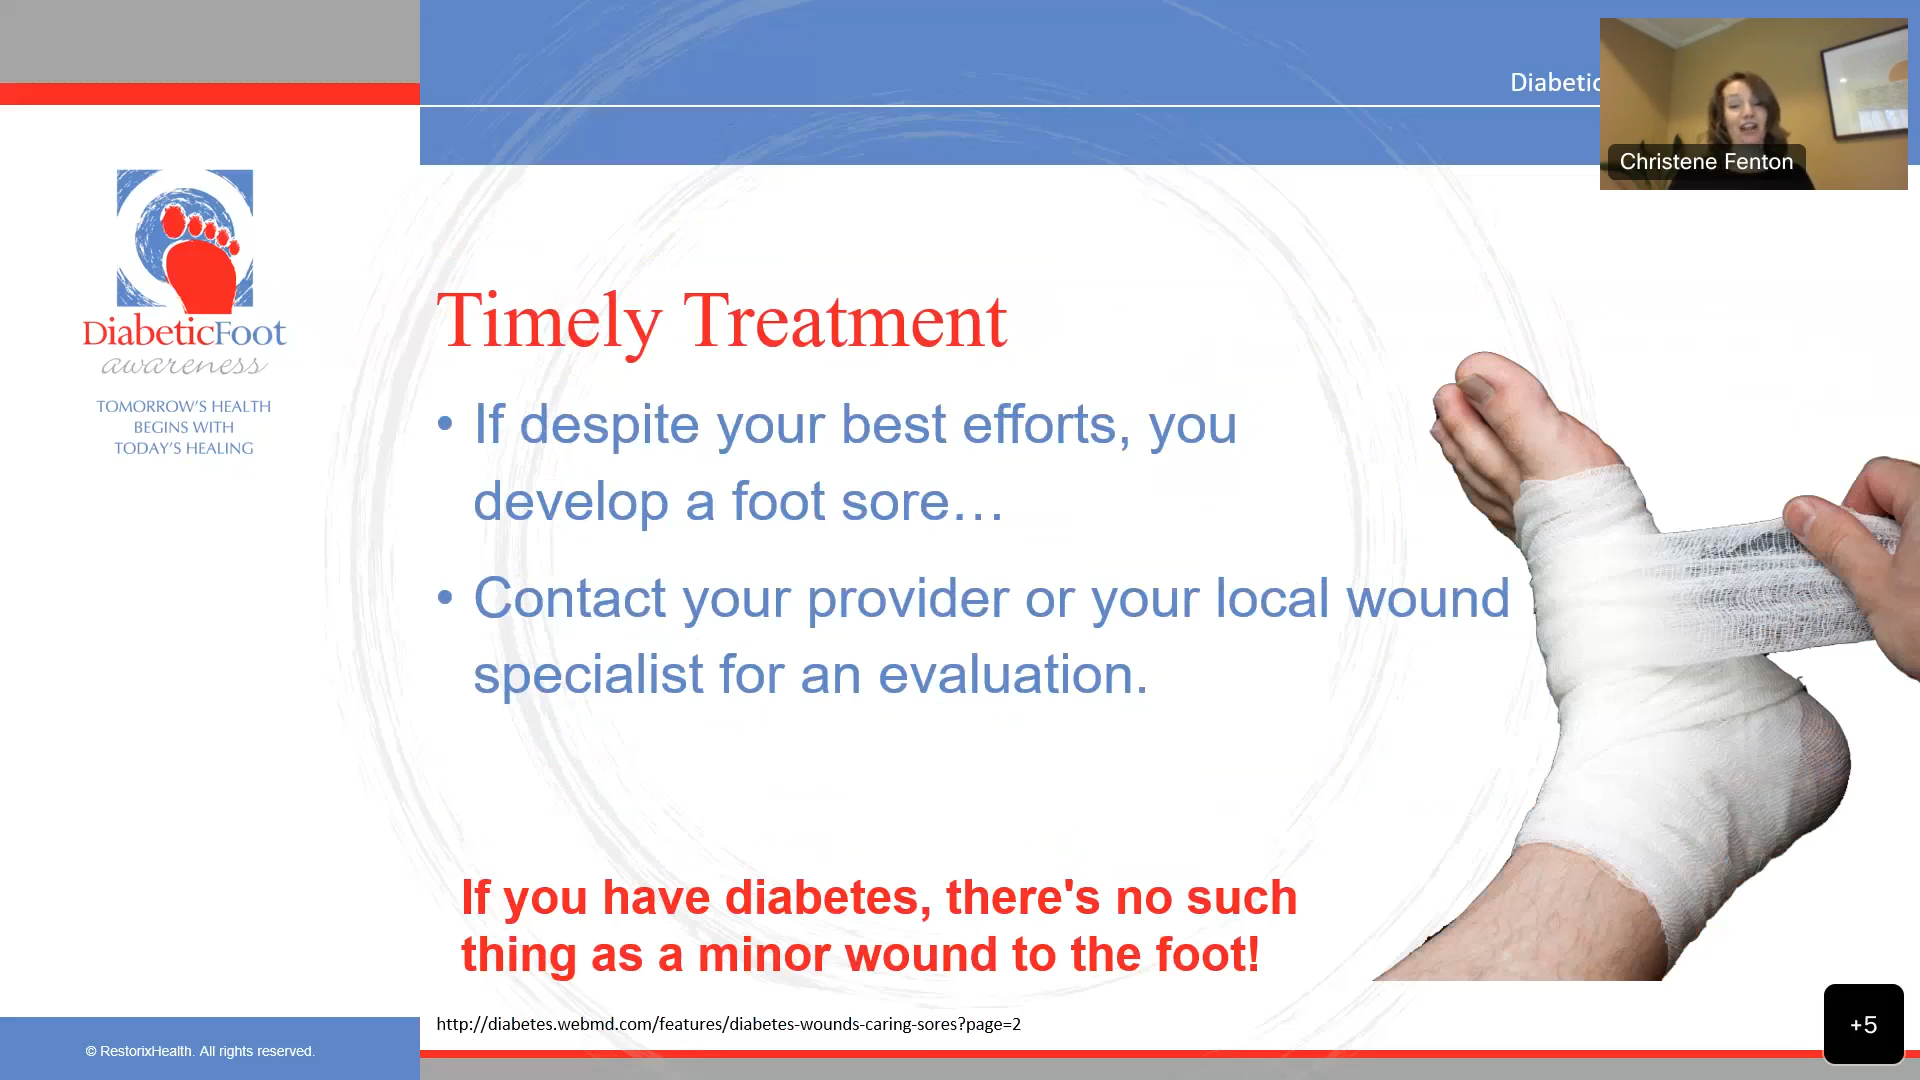 Diabetic
Christene Fenton
DiabeticFoot
awareness
TOMORROW'S HEALTH
BEGINS WITH
TODAY'S HEALING
Timely Treatment
• If despite your best efforts, you
develop a foot sore…
• Contact your provider or your local wound
specialist for an evaluation.
If you have diabetes, there's no such
thing as a minor wound to the foot!
http://diabetes.webmd.com/features/diabetes-wounds-caring-sores?page=2
© RestorixHealth. All rights reserved.
+5